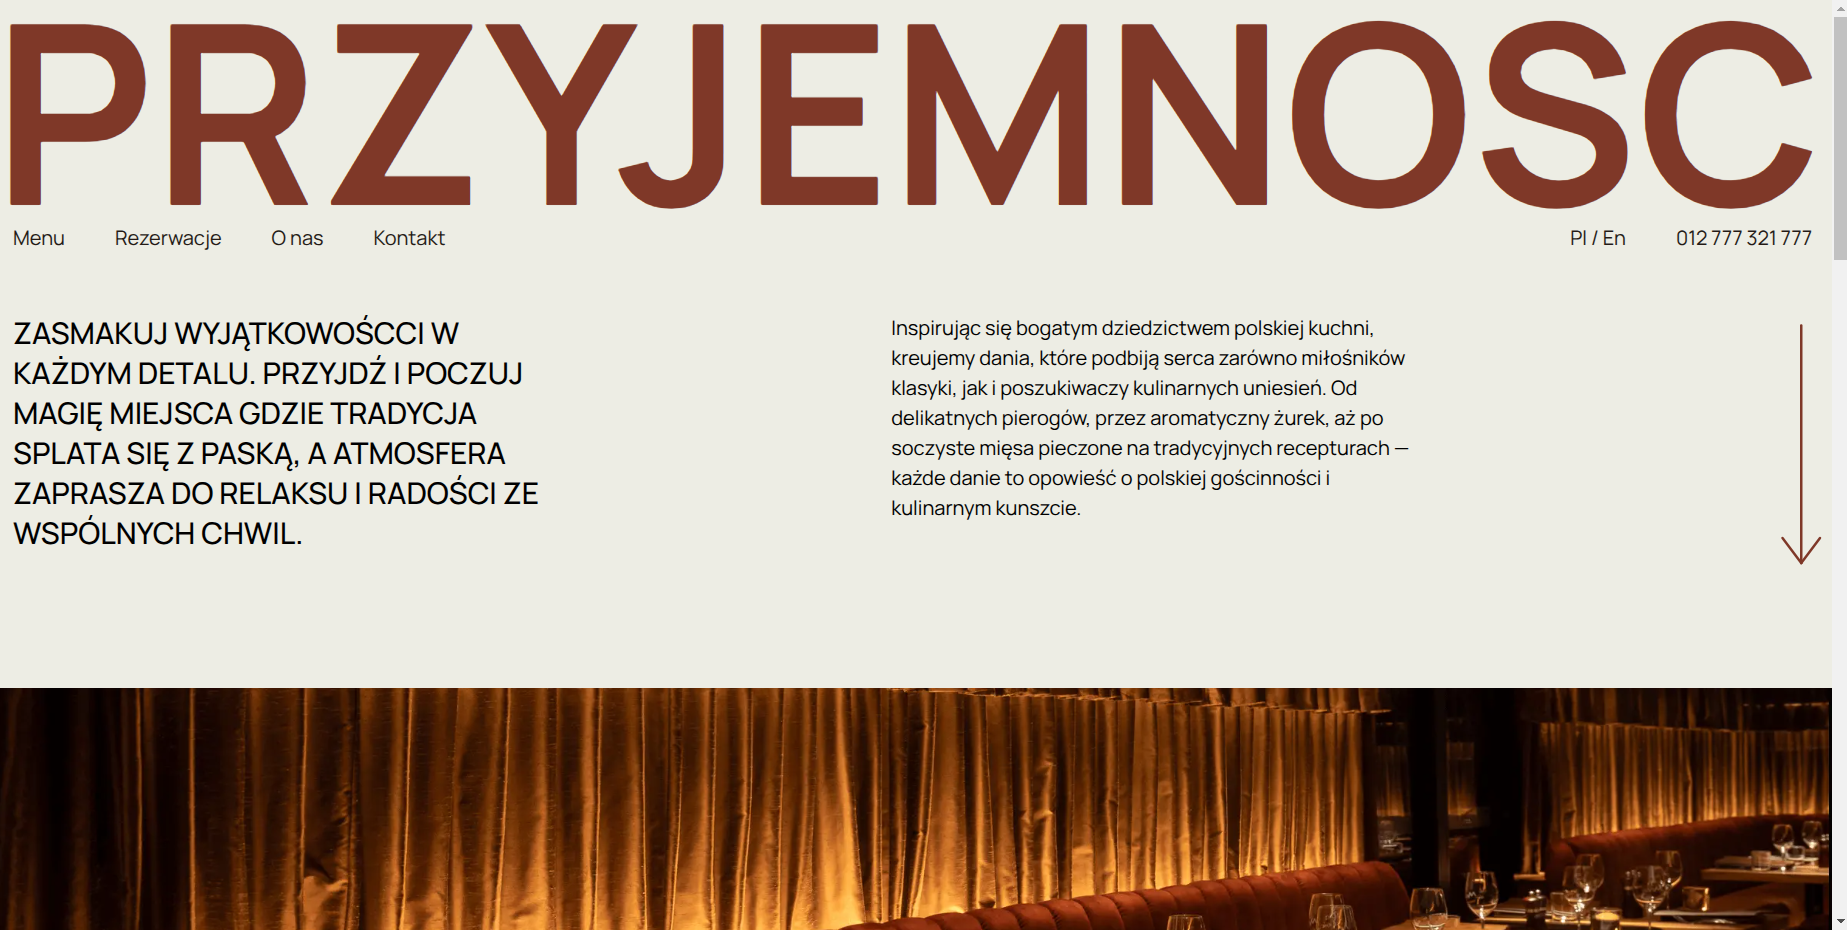 PRZYJEMNOSC
Menu Rezerwacje O nas Kontakt Pl / En 012 777 321 777
ZASMAKUJ WYJĄTKOWOŚCCI W
KAŻDYM DETALU. PRZYJDŹ I POCZUJ
MAGIĘ MIEJSCA GDZIE TRADYCJA
SPLATA SIĘ Z PASKĄ, A ATMOSFERA
ZAPRASZA DO RELAKSU I RADOŚCI ZE
WSPÓLNYCH CHWIL.
Inspirując się bogatym dziedzictwem polskiej kuchni,
kreujemy dania, które podbiją serca zarówno miłośników
klasyki, jak i poszukiwaczy kulinarnych uniesień. Od
delikatnych pierogów, przez aromatyczny żurek, aż po
soczyste mięsa pieczone na tradycyjnych recepturach —
każde danie to opowieść o polskiej gościnności i
kulinarnym kunszcie.